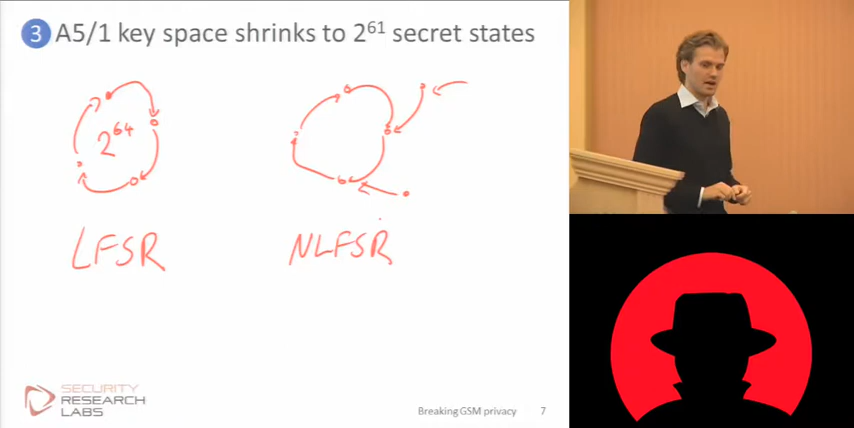 3 A5/1 key space shrinks to 2^61 secret states
2^64
LFSR
NLFSR
SECURITY
RESEARCH
LABS
Breaking GSM privacy 7